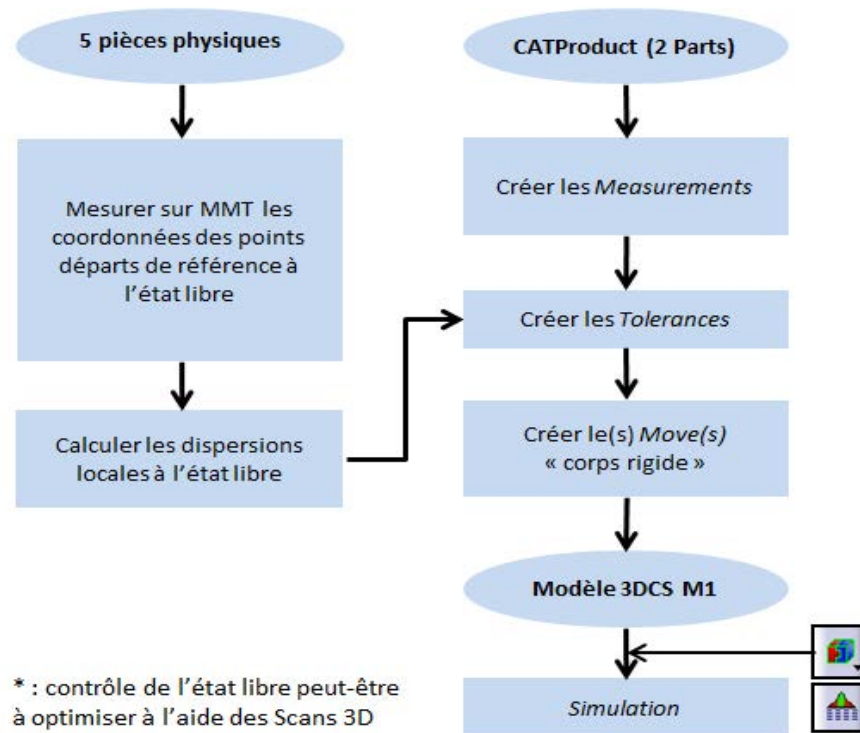 5 pièces physiques
Mesurer sur MMT les
coordonnées des points
départs de référence à
l'état libre
Calculer les dispersions
locales à l'état libre
* : contrôle de l'état libre peut-être
à optimiser à l'aide des Scans 3D
CATProduct (2 Parts)
Créer les Measurements
Créer les Tolerances
Créer le(s) Move(s)
« corps rigide »
Modèle 3DCS M1
Simulation